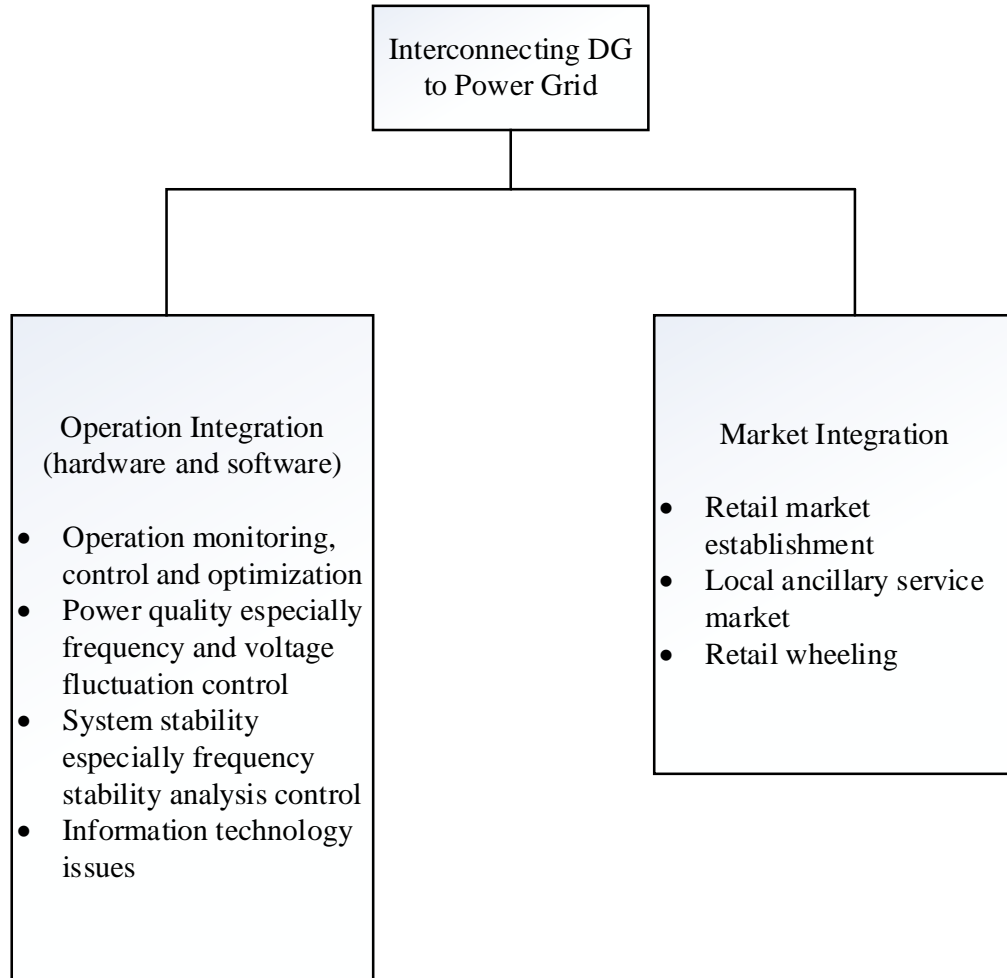 Interconnecting DG
to Power Grid
Operation Integration
(hardware and software)
• Operation monitoring,
control and optimization
• Power quality especially
frequency and voltage
fluctuation control
• System stability
especially frequency
stability analysis control
• Information technology
issues
Market Integration
• Retail market
establishment
• Local ancillary service
market
• Retail wheeling